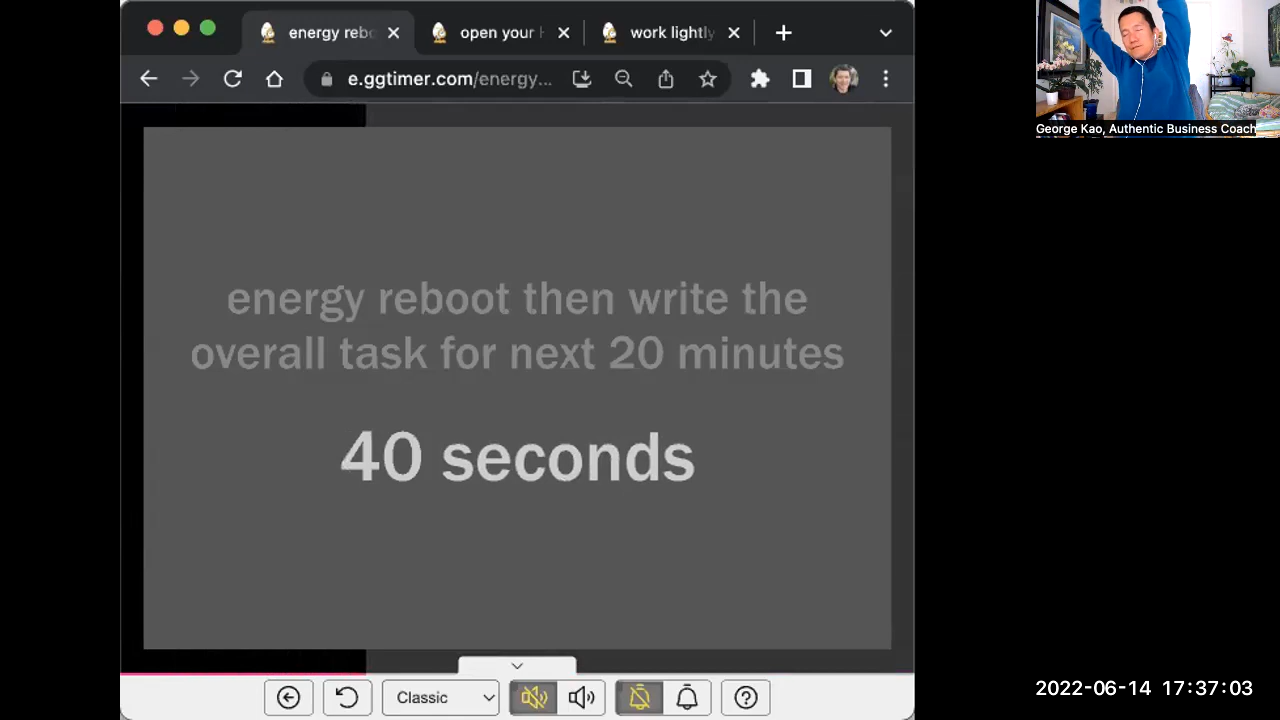 energy rebo
open your
work lightly
e.ggtimer.com/energy...
George Kao, Authentic Business Coach
energy reboot then write the
overall task for next 20 minutes
40 seconds
Classic
2022-06-14 17:37:03